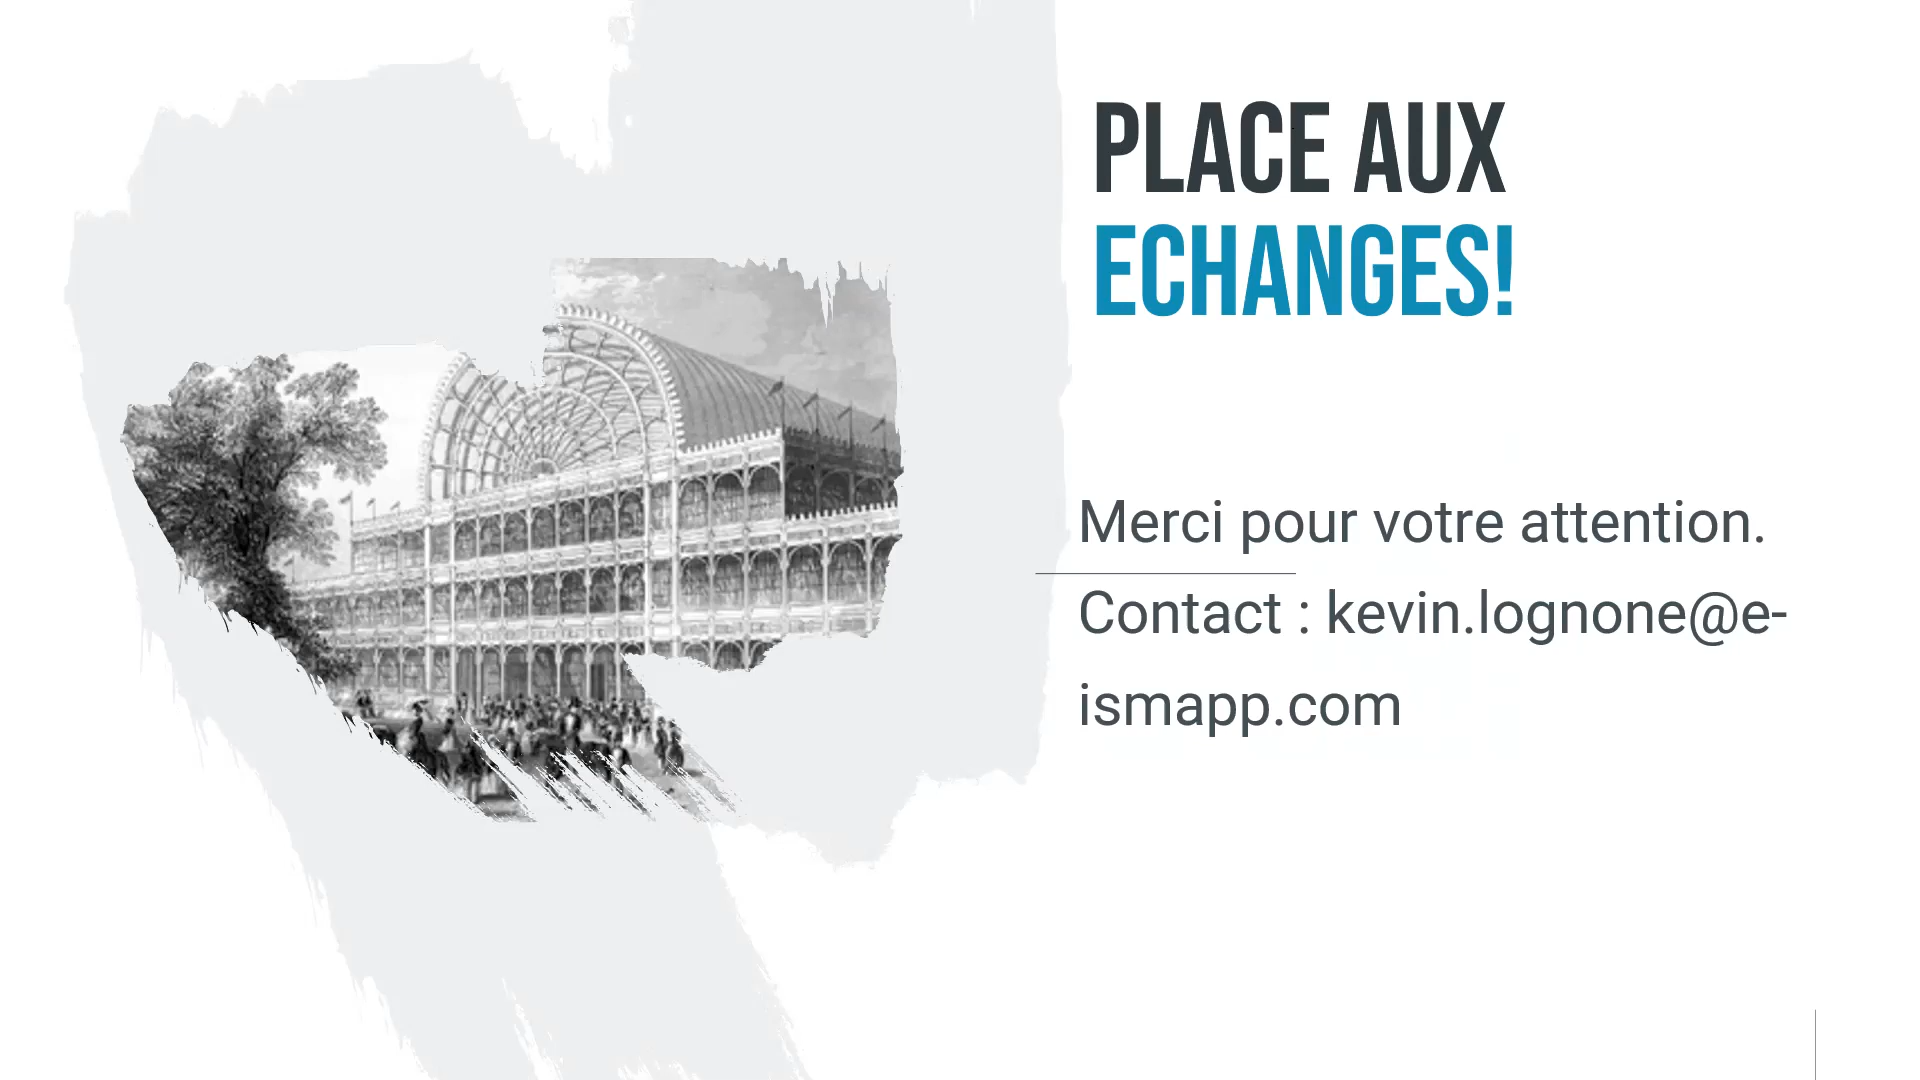 PLACE AUX
ECHANGES!
Merci pour votre attention.
Contact : kevin.lognone@e-
ismapp.com